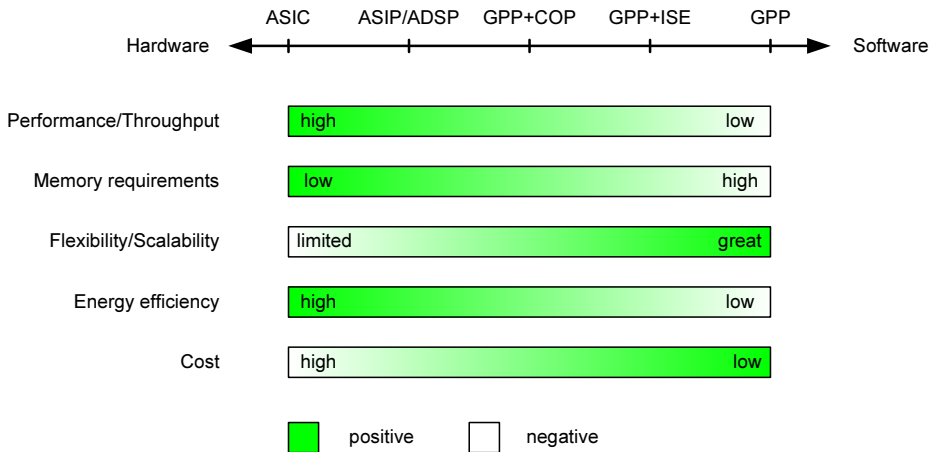 ASIC ASIP/ADSP GPP+COP GPP+ISE GPP
Hardware Software
Performance/Throughput high low
Memory requirements low high
Flexibility/Scalability limited great
Energy efficiency high low
Cost high low
positive negative